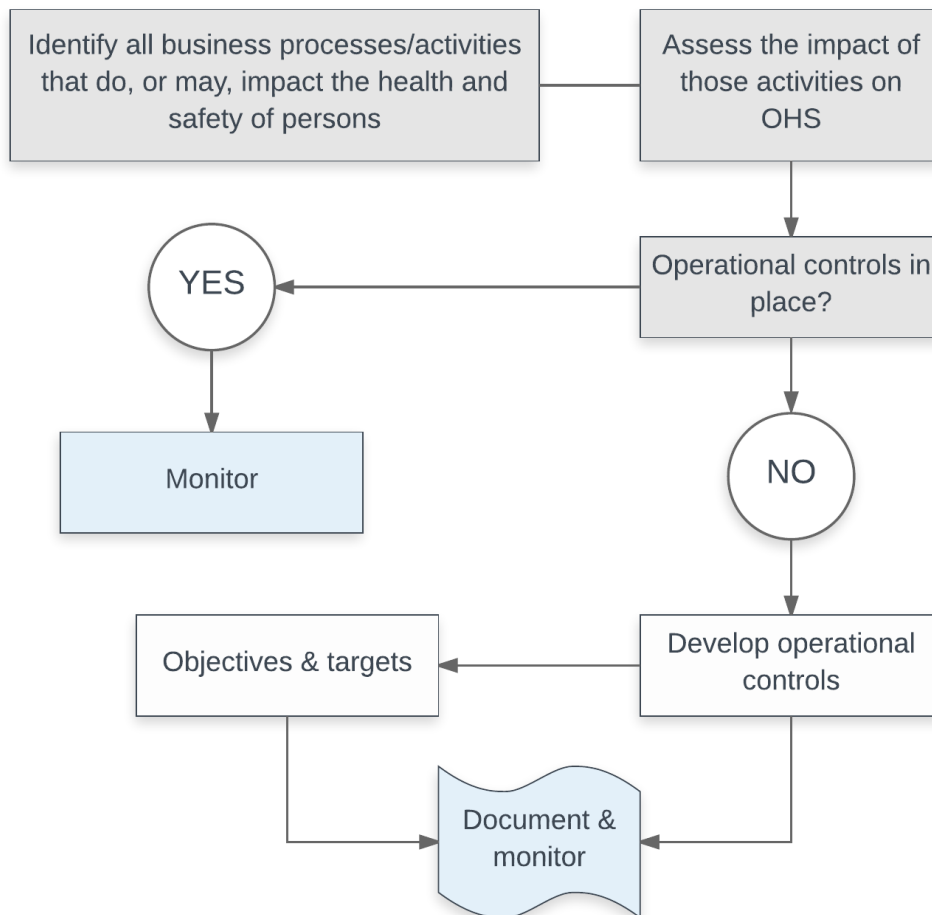 Identify all business processes/activities
that do, or may, impact the health and
safety of persons
Assess the impact of
those activities on
OHS
Operational controls in
place?
YES
NO
Monitor
Objectives & targets
Develop operational
controls
Document &
monitor